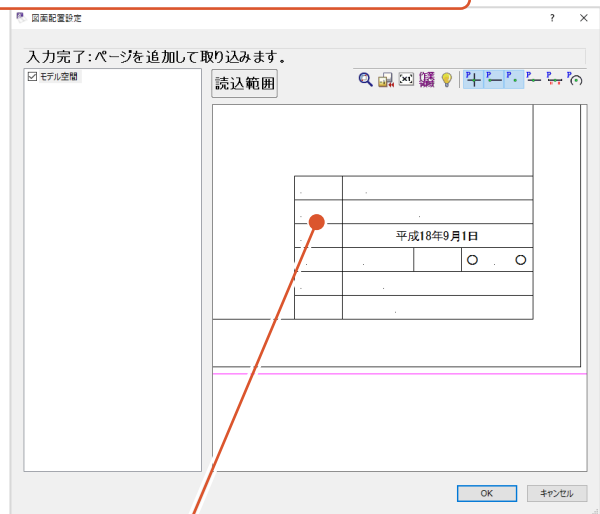 図面配置設定
入力完了:ページを追加して取り込みます。
モデル空間
読込範囲
平成18年9月1日
OK
キャンセル